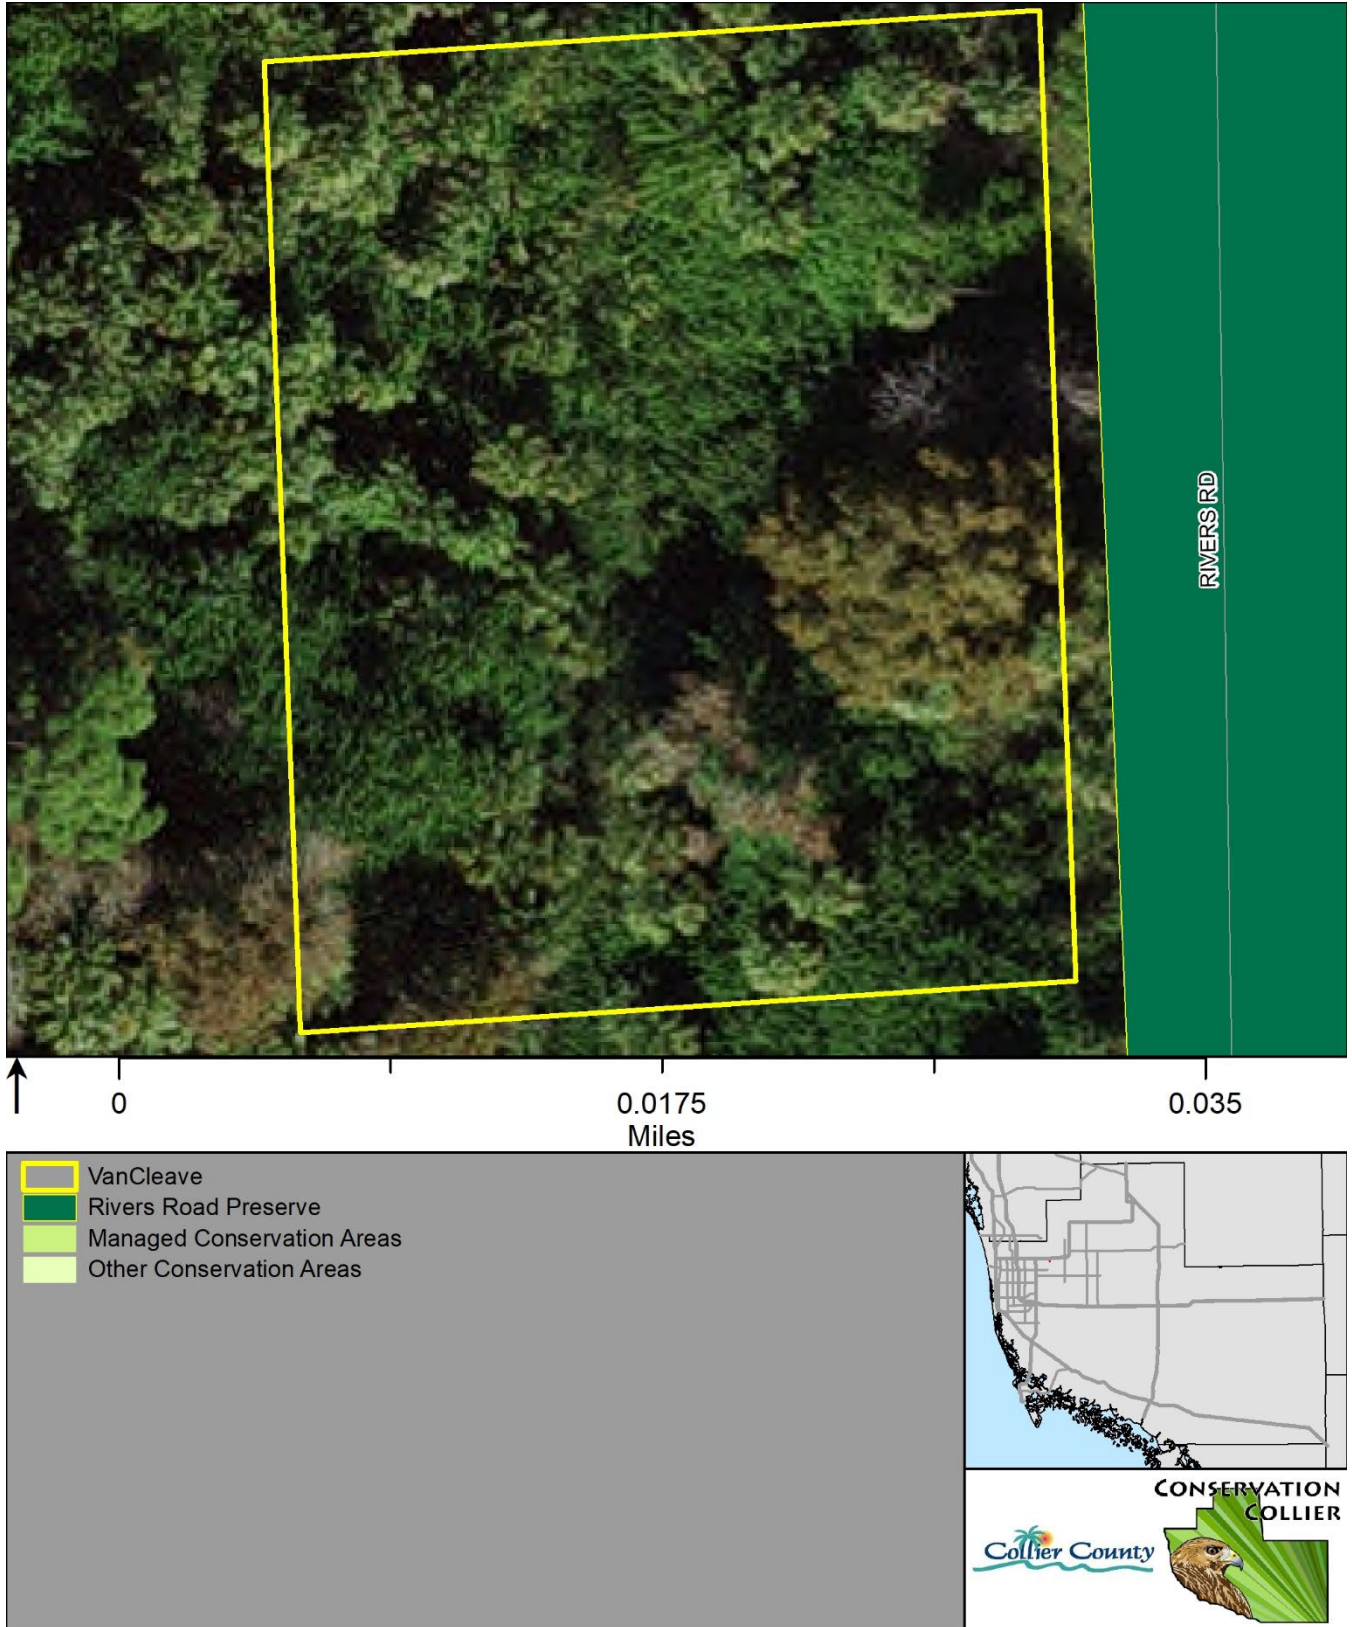 RIVERS RD
0 0.0175 0.035
Miles
VanCleave
Rivers Road Preserve
Managed Conservation Areas
Other Conservation Areas
CONSERVATION
COLLIER
Collier County